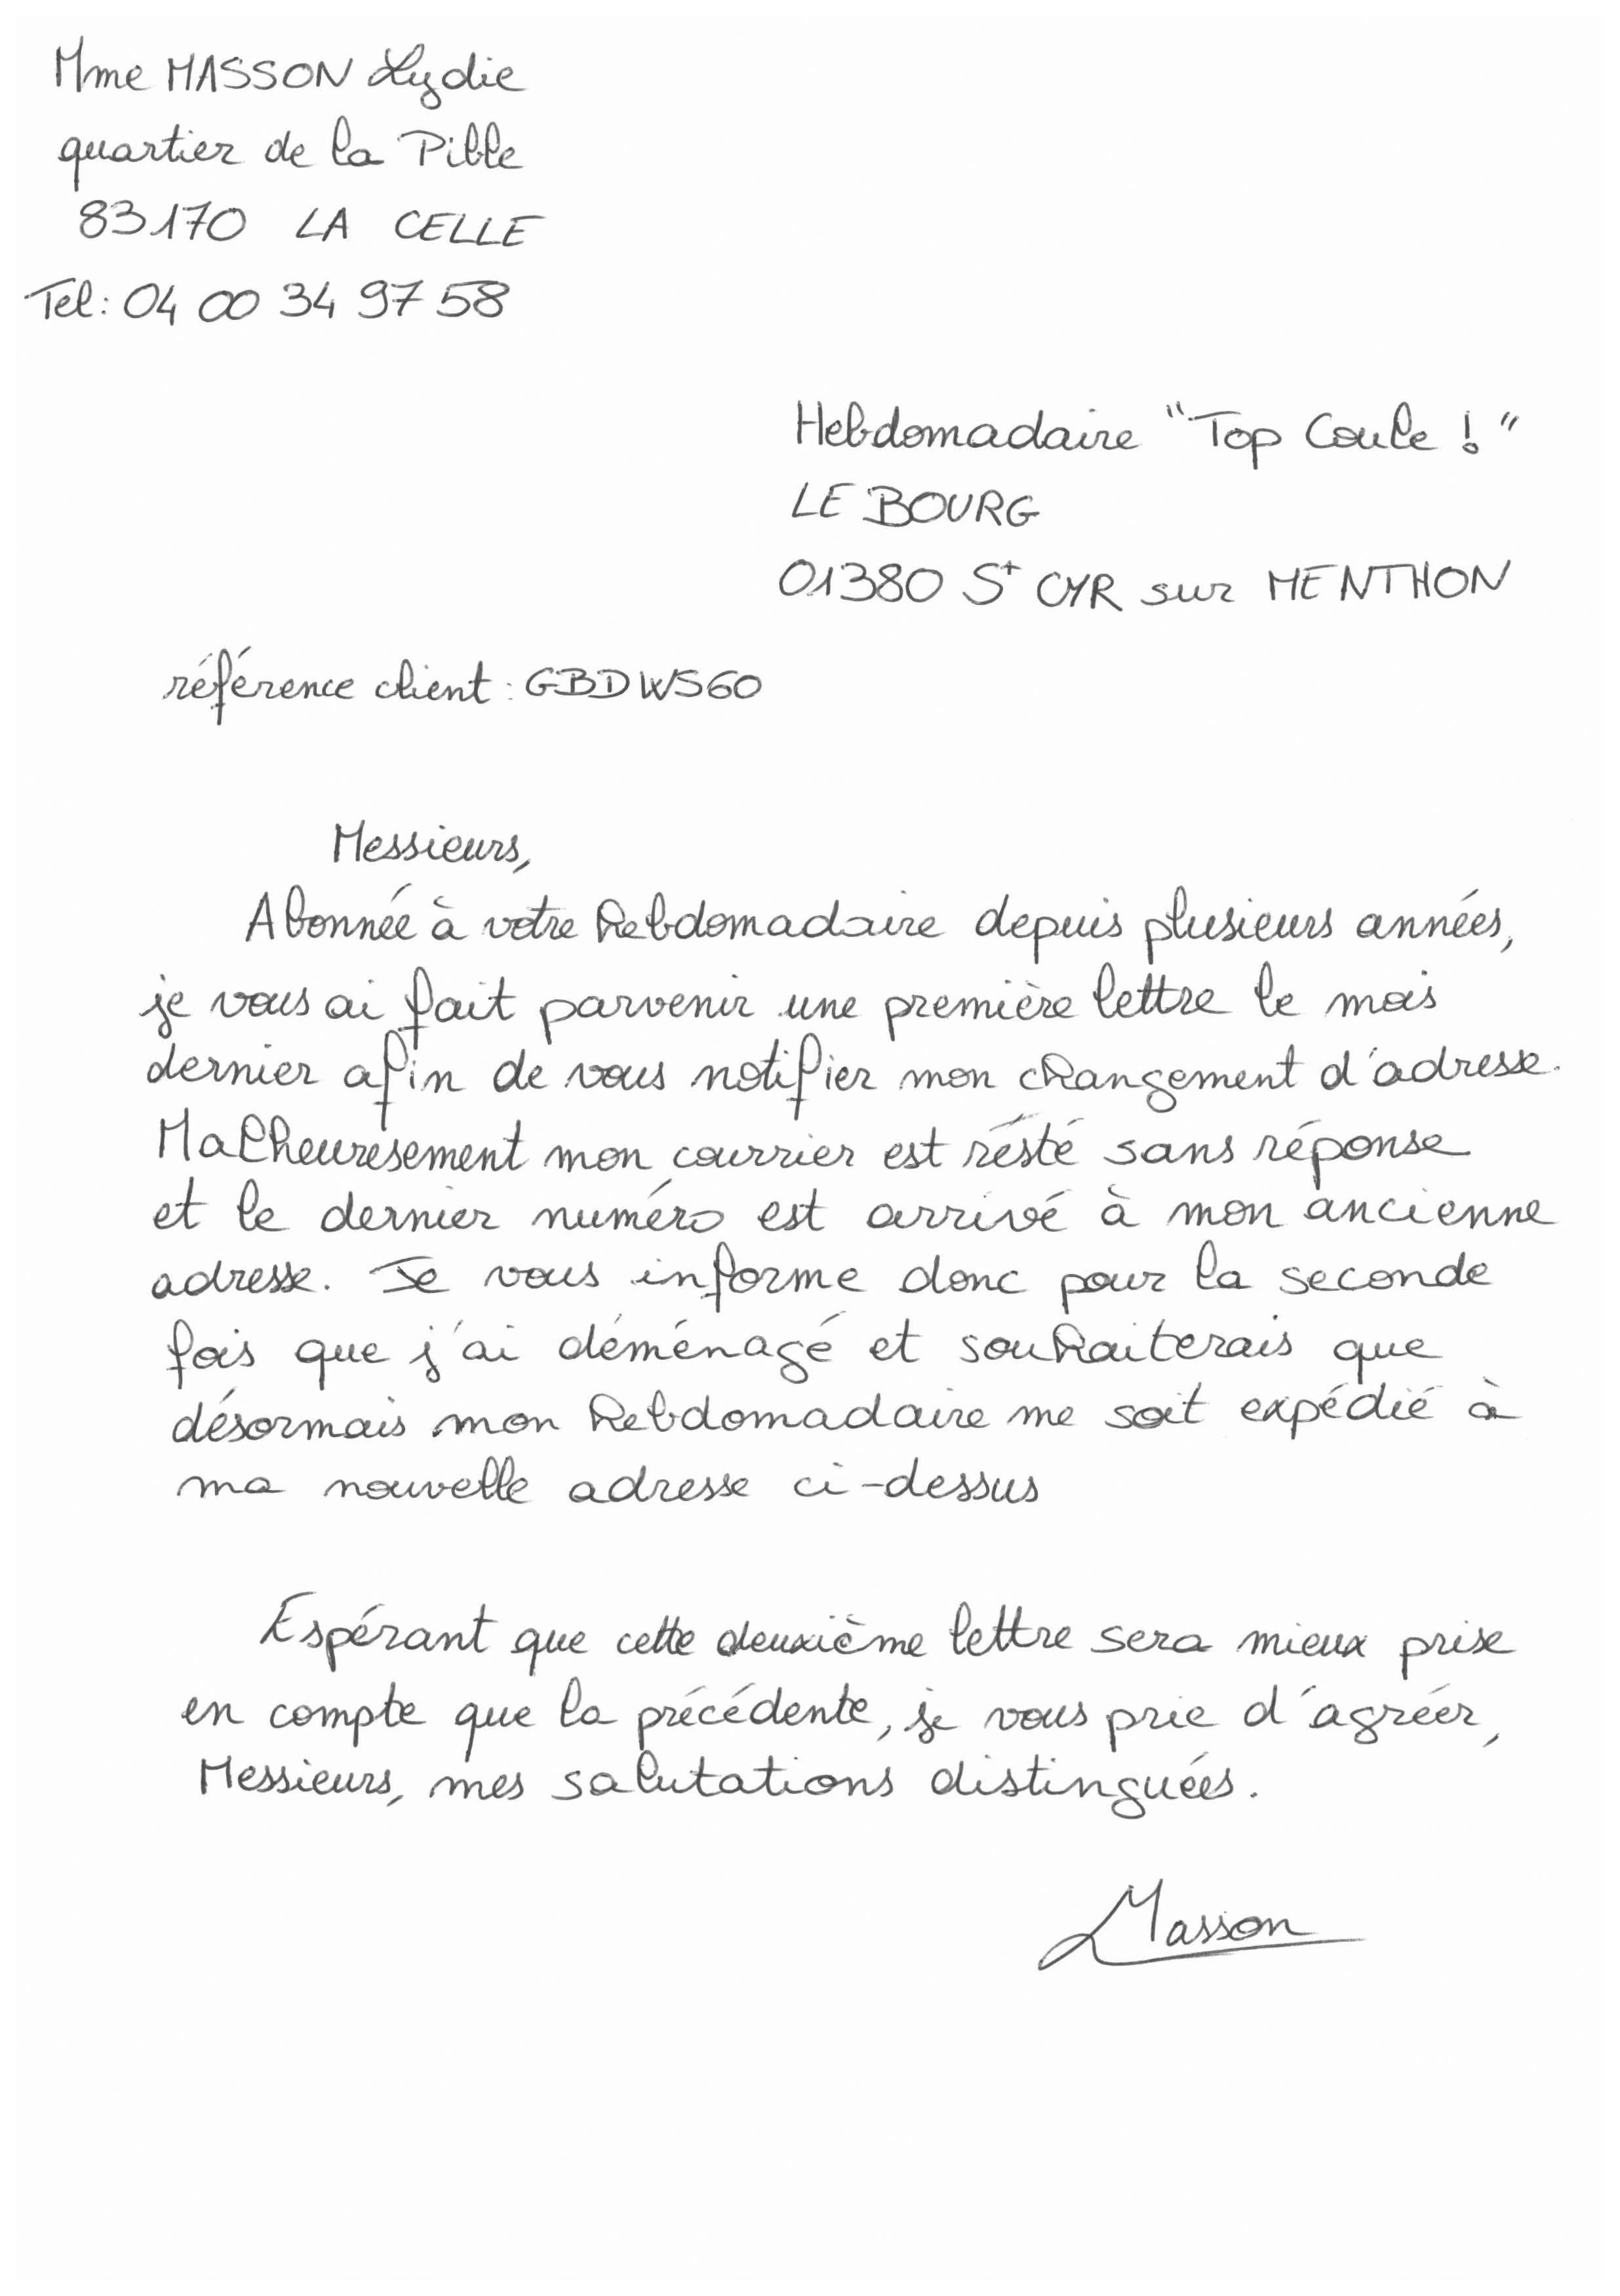 Mme MASSON Lydie
quartier de la Pible
83170 LA CELLE
Tel: 04 00 34 97 58
Hebdomadaire "Top Coule !"
LE BOURG
01380 St CYR sur MENTHON
référence client : GBDWS60
Messieurs,
Abonnée à votre hebdomadaire depuis plusieurs années,
je vous ai fait parvenir une première lettre le mois
dernier afin de vous notifier mon changement d'adresse.
Malheuresement mon courrier est résté sans réponse
et le dernier numéro est arrivé à mon ancienne
adresse. Je vous informe donc pour la seconde
fois que j'ai déménagé et souhaiterais que
désormais mon hebdomadaire me soit expédié à
ma nouvelle adresse ci-dessus
Espérant que cette deuxième lettre sera mieux prise
en compte que la précédente, je vous prie d'agréer,
Messieurs, mes salutations distinguées.
Masson